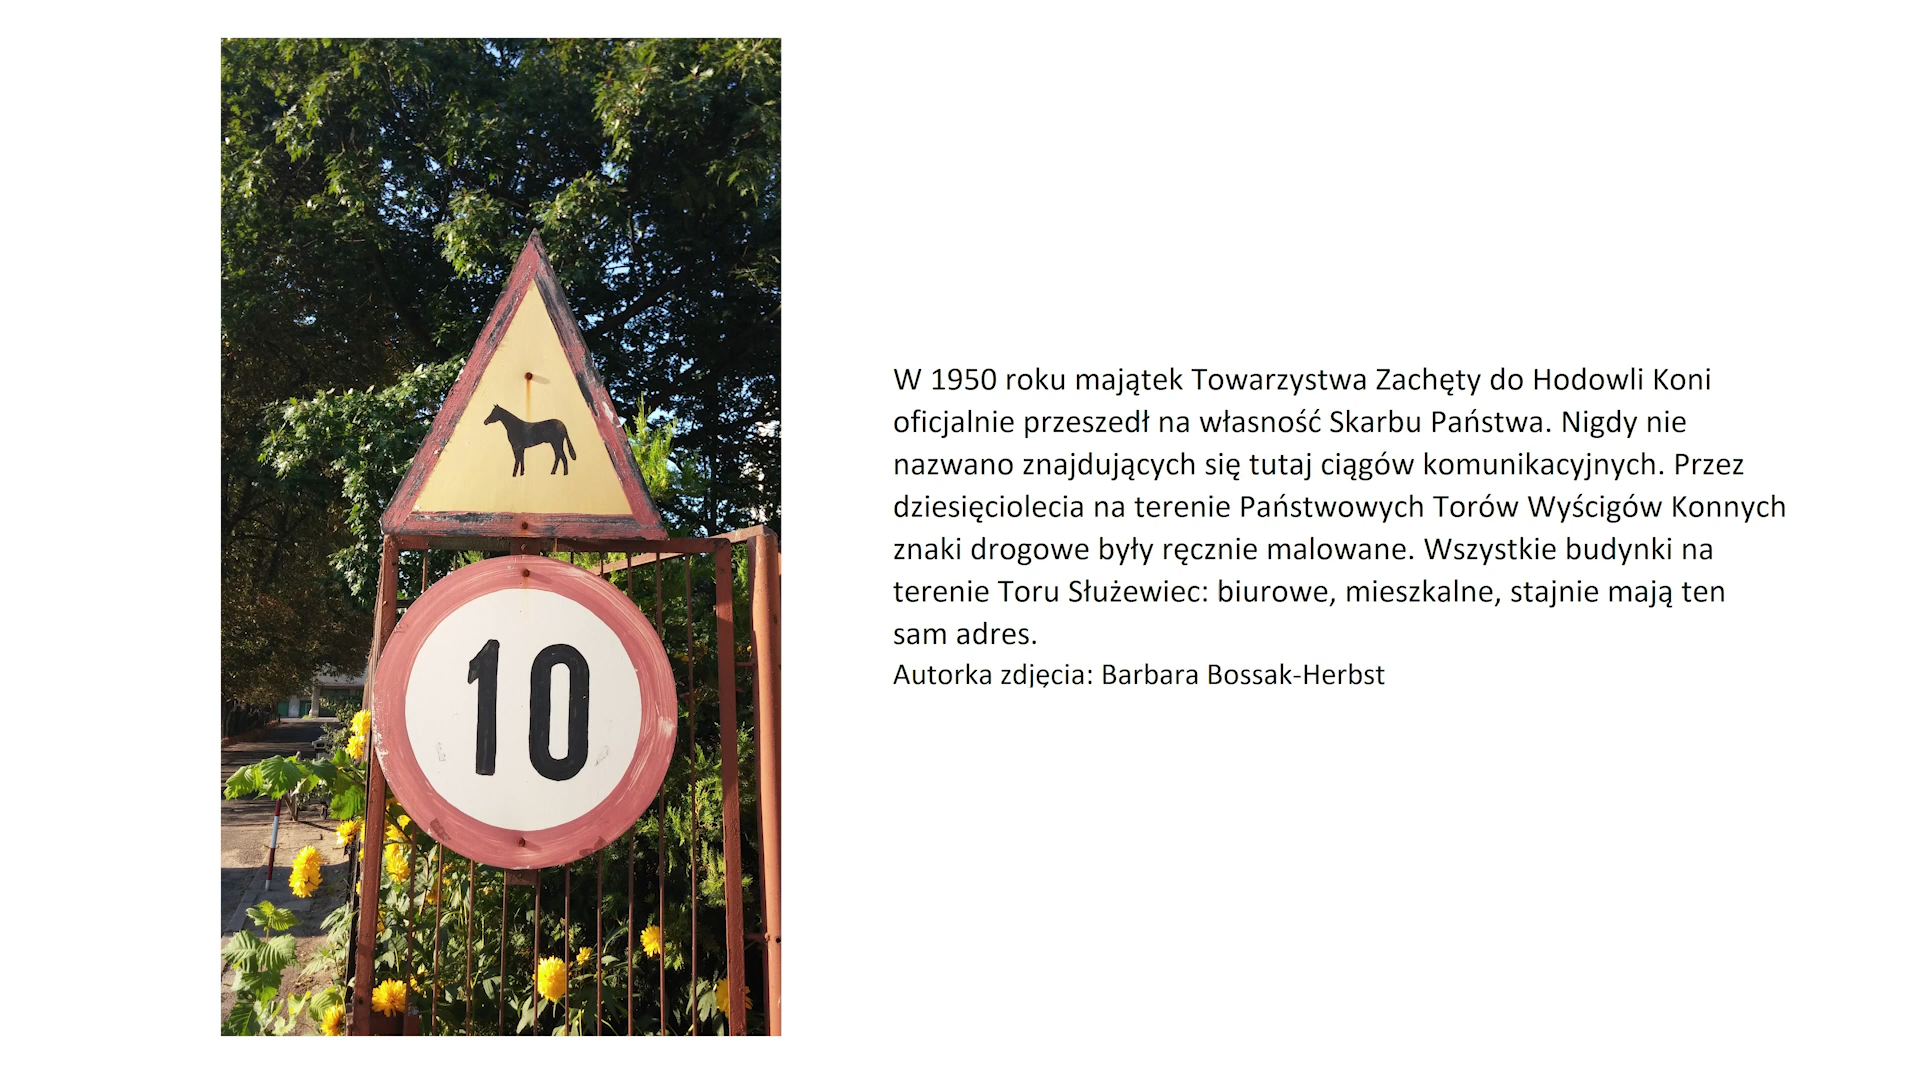 10
W 1950 roku majątek Towarzystwa Zachęty do Hodowli Koni
oficjalnie przeszedł na własność Skarbu Państwa. Nigdy nie
nazwano znajdujących się tutaj ciągów komunikacyjnych. Przez
dziesięciolecia na terenie Państwowych Torów Wyścigów Konnych
znaki drogowe były ręcznie malowane. Wszystkie budynki na
terenie Toru Służewiec: biurowe, mieszkalne, stajnie mają ten
sam adres.
Autorka zdjęcia: Barbara Bossak-Herbst